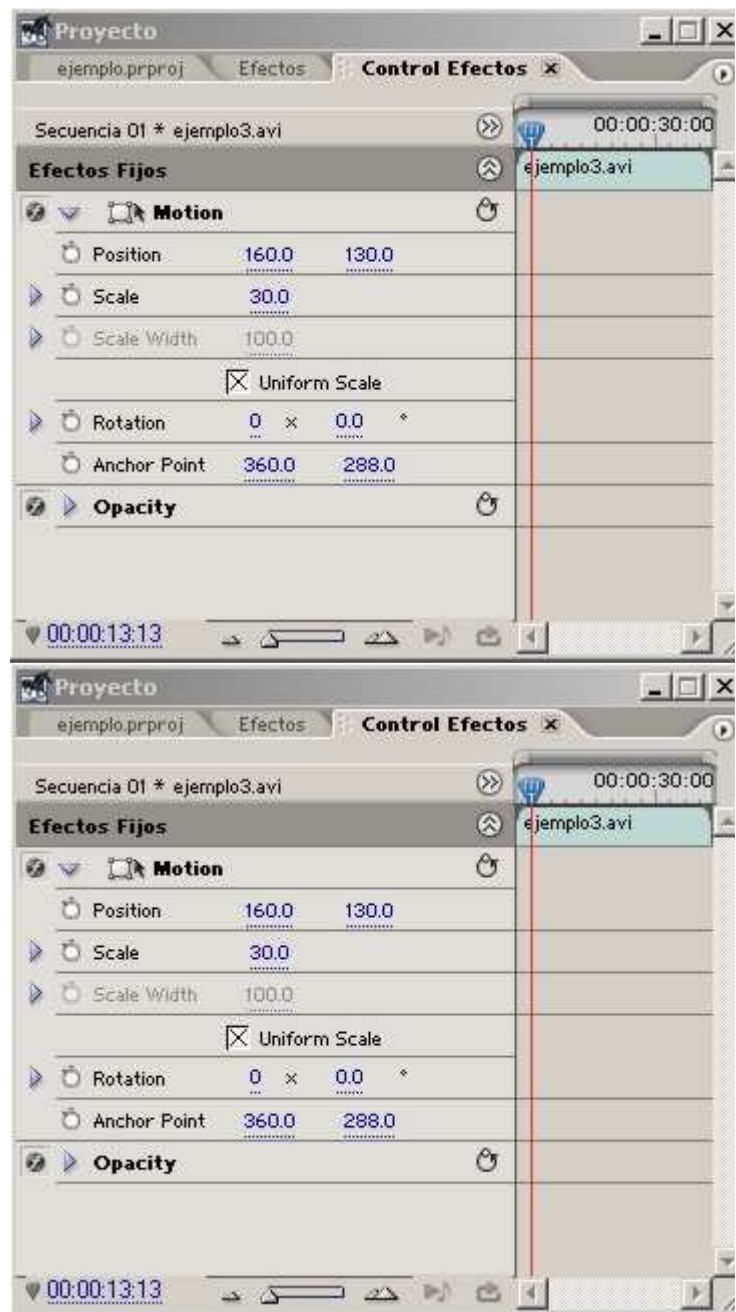 Proyecto
ejemplo.prproj Efectos Control Efectos
Secuencia 01 * ejemplo3.avi 00:00:30:00
Efectos Fijos ejemplo3.avi
Motion
Position 160.0 130.0
Scale 30.0
Scale Width 100.0
Uniform Scale
Rotation 0 x 0.0 °
Anchor Point 360.0 288.0
Opacity
00:00:13:13
Proyecto
ejemplo.prproj Efectos Control Efectos
Secuencia 01 * ejemplo3.avi 00:00:30:00
Efectos Fijos ejemplo3.avi
Motion
Position 160.0 130.0
Scale 30.0
Scale Width 100.0
Uniform Scale
Rotation 0 x 0.0 °
Anchor Point 360.0 288.0
Opacity
00:00:13:13